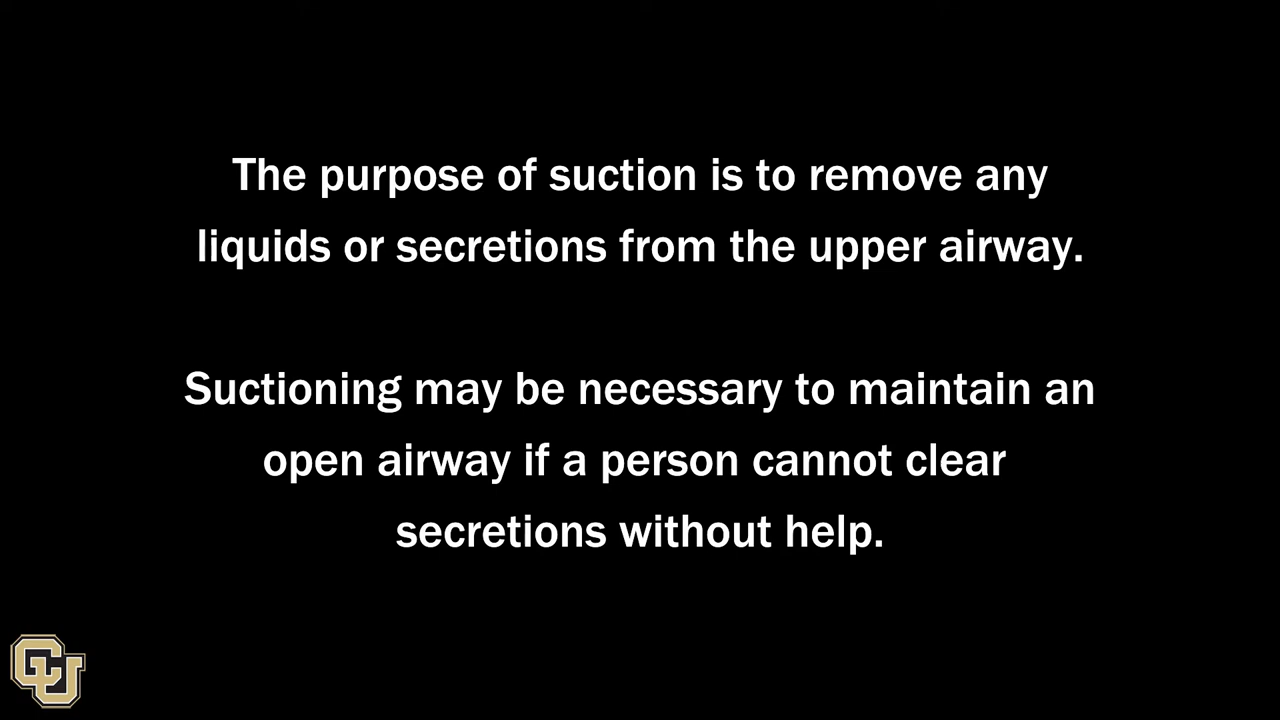 The purpose of suction is to remove any
liquids or secretions from the upper airway.
Suctioning may be necessary to maintain an
open airway if a person cannot clear
secretions without help.
CU